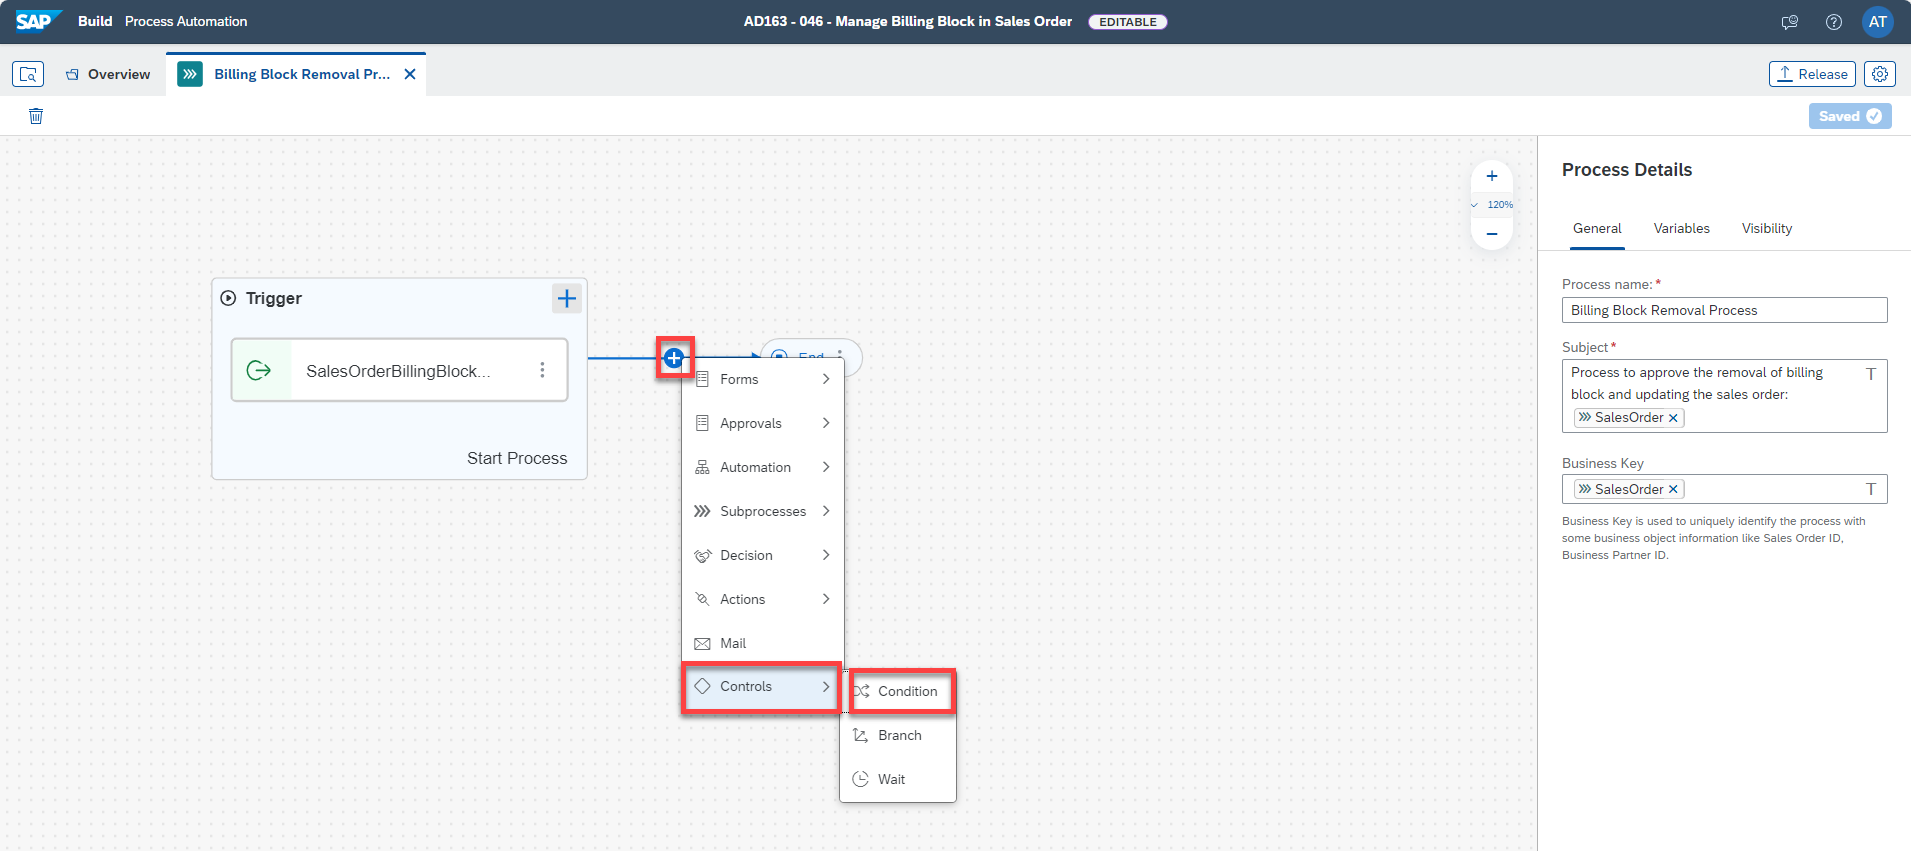 SAP Build Process Automation
AD163 - 046 - Manage Billing Block in Sales Order EDITABLE
AT
Overview
Billing Block Removal Pr...
Release
Saved
120%
Trigger
SalesOrderBillingBlock...
Start Process
End
Forms
Approvals
Automation
Subprocesses
Decision
Actions
Mail
Controls
Condition
Branch
Wait
Process Details
General Variables Visibility
Process name: *
Billing Block Removal Process
Subject *
Process to approve the removal of billing
block and updating the sales order:
SalesOrder
T
Business Key
SalesOrder
T
Business Key is used to uniquely identify the process with
some business object information like Sales Order ID,
Business Partner ID.